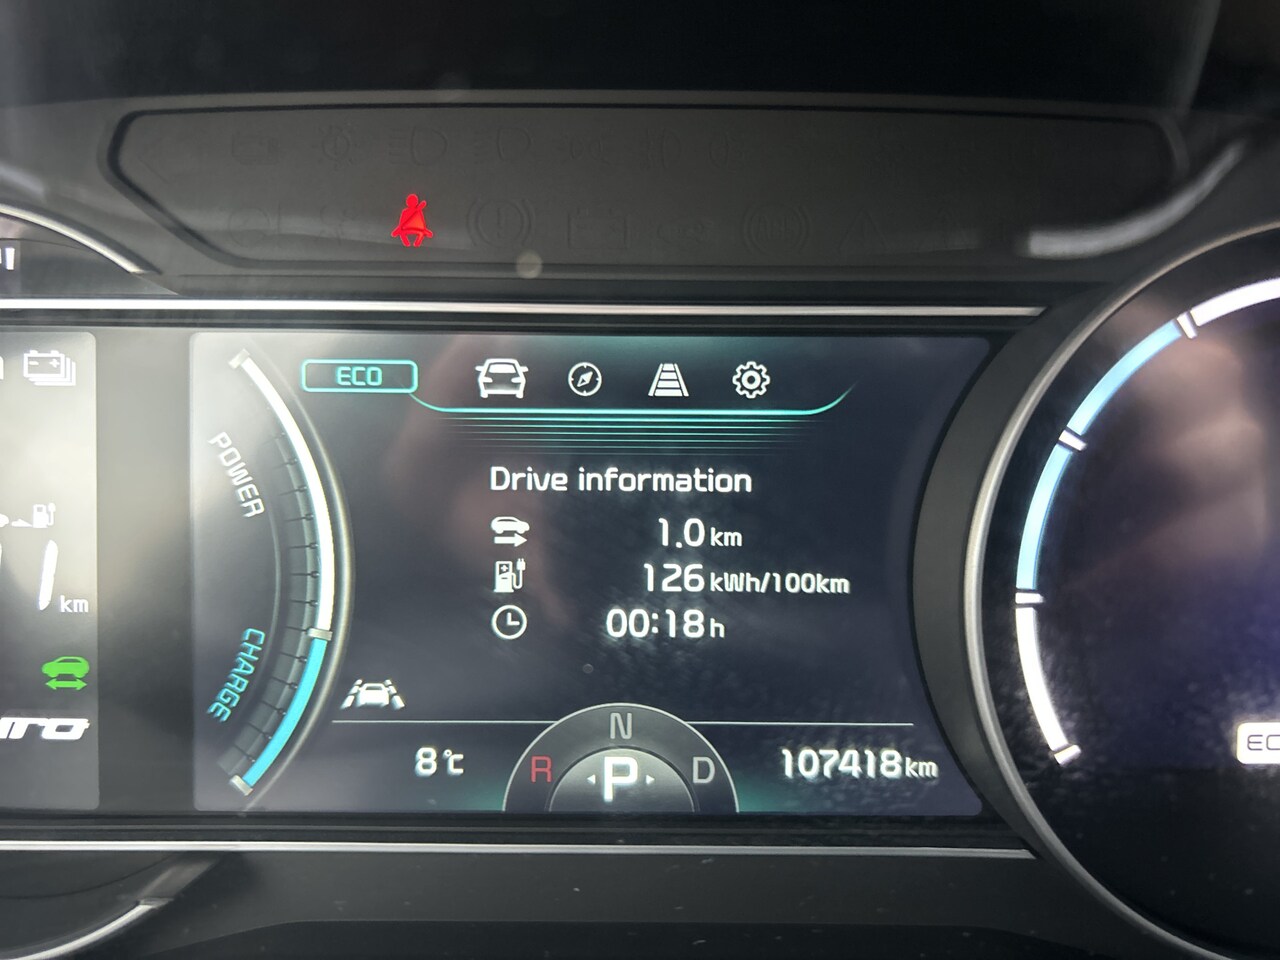 ECO
POWER
Drive information
1.0 km
126 kWh/100km
00:18 h
km
CHARGE
N
R P D
8°C
107418 km